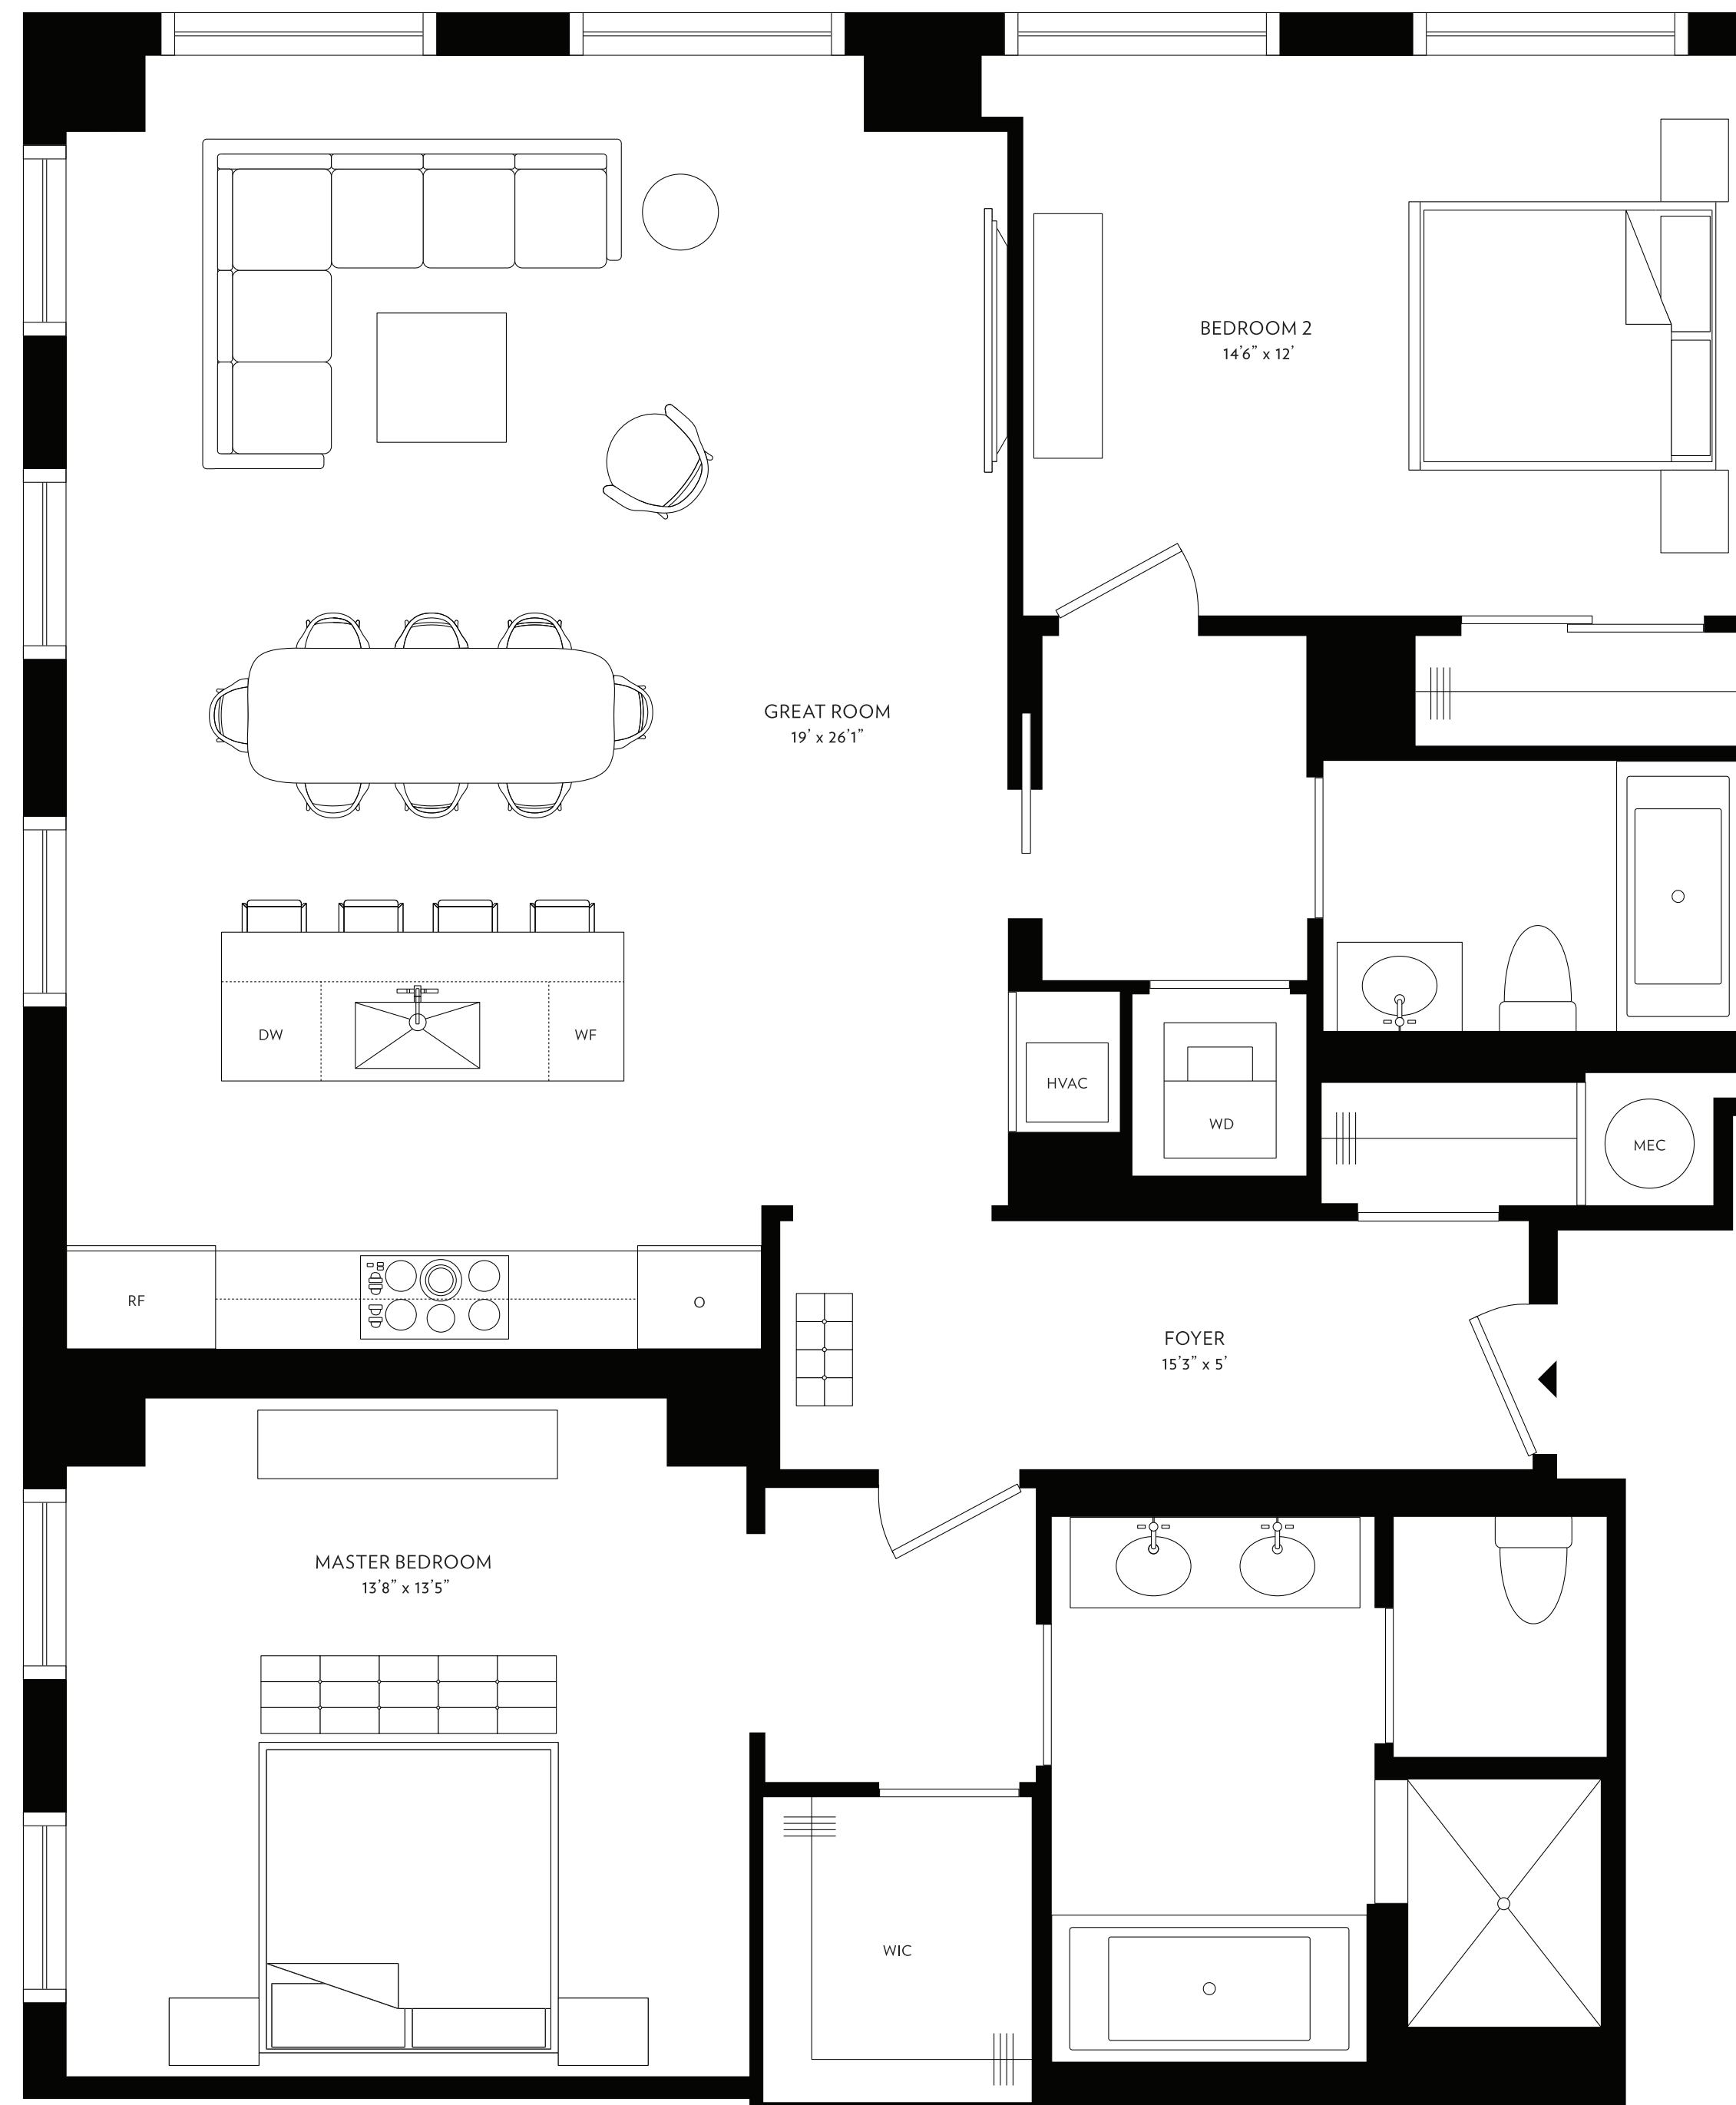 BEDROOM 2
14'6" x 12'
GREAT ROOM
19' x 26'1"
DW
WF
HVAC
WD
MEC
RF
O
FOYER
15'3" x 5'
MASTER BEDROOM
13'8" x 13'5"
WIC